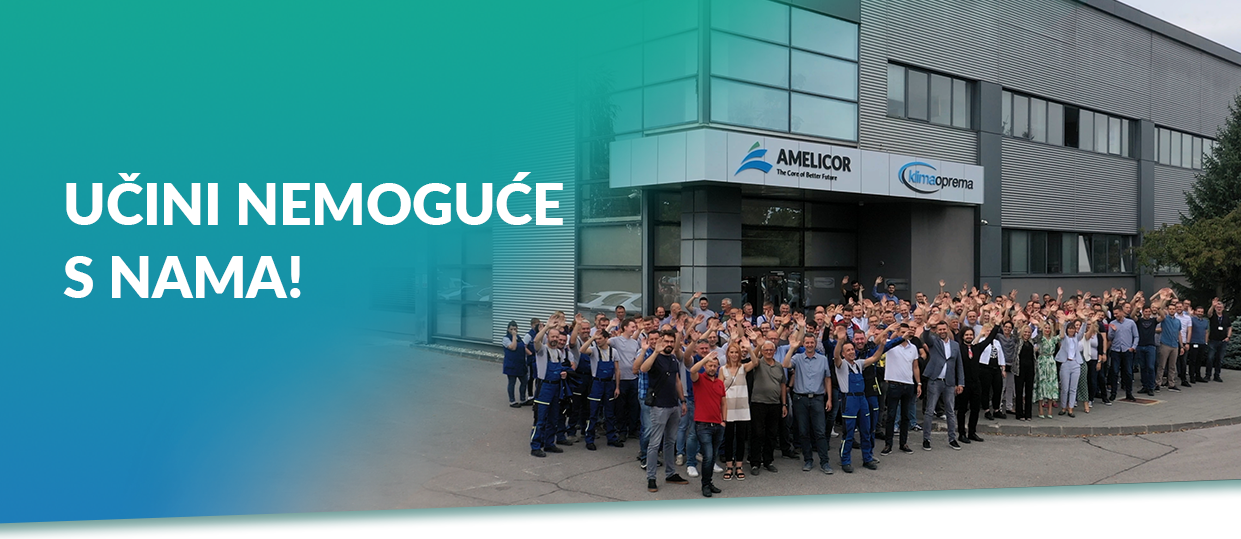 UČINI NEMOGUĆE
S NAMA!
AMELICOR
The Core of Better Future
klimaoprema